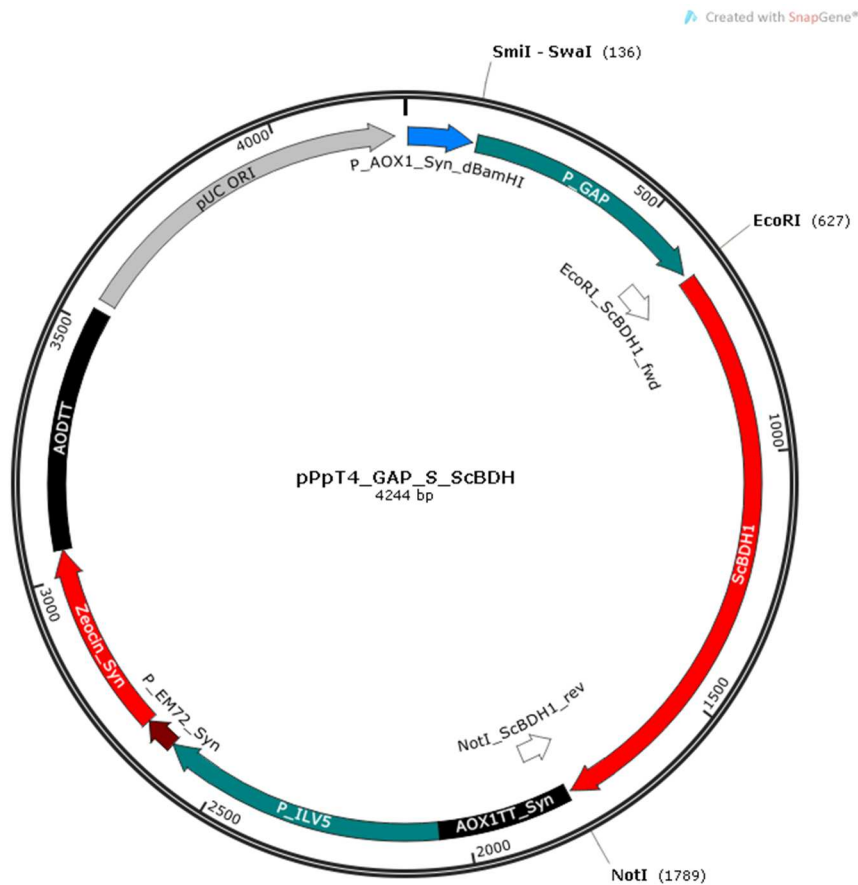 Created with SnapGene®
SmiI - SwaI (136)
4000
P_AOX1_Syn_dBamHI
pUC ORI
P_GAP
500
EcoRI (627)
EcoRI_ScBDH1_fwd
3500
1000
AODTT
pPpT4_GAP_S_ScBDH
4244 bp
ScBDH1
3000
Zeocin_Syn
P_EM72_Syn
NotI_ScBDH1_rev
1500
P_ILV5
AOX1TT_Syn
2500
2000
NotI (1789)